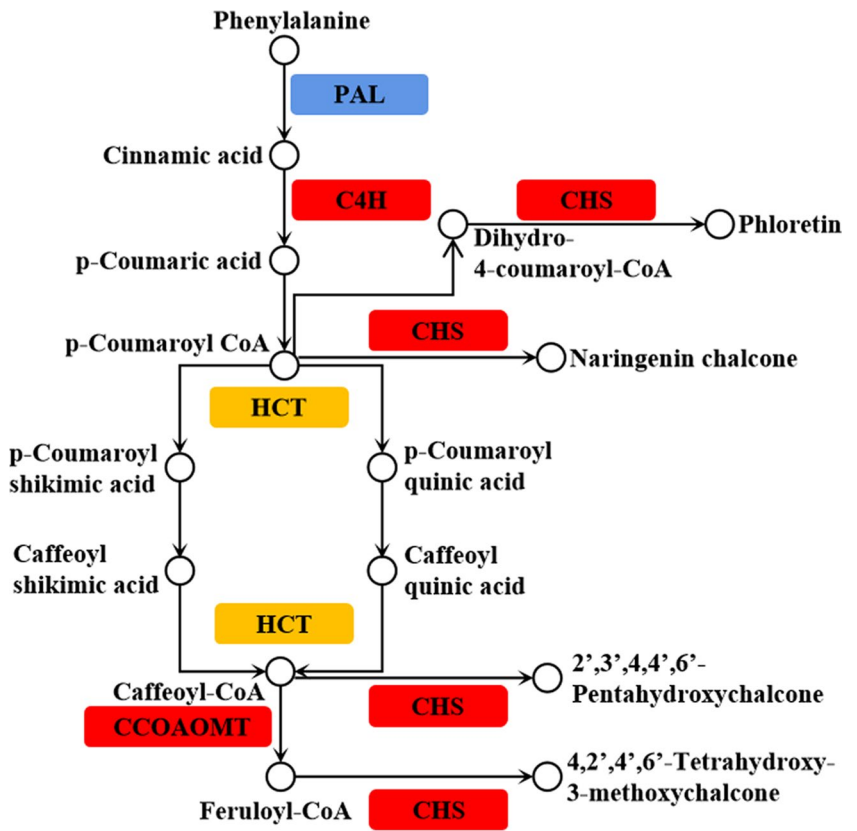 Phenylalanine
PAL
Cinnamic acid
C4H
CHS
Phloretin
Dihydro-
4-coumaroyl-CoA
p-Coumaric acid
CHS
p-Coumaroyl CoA
Naringenin chalcone
HCT
p-Coumaroyl
shikimic acid
p-Coumaroyl
quinic acid
Caffeoyl
shikimic acid
Caffeoyl
quinic acid
HCT
2’,3’,4,4’,6’-
Pentahydroxychalcone
Caffeoyl-CoA
CHS
CCOAOMT
4,2’,4’,6’-Tetrahydroxy-
3-methoxychalcone
Feruloyl-CoA
CHS